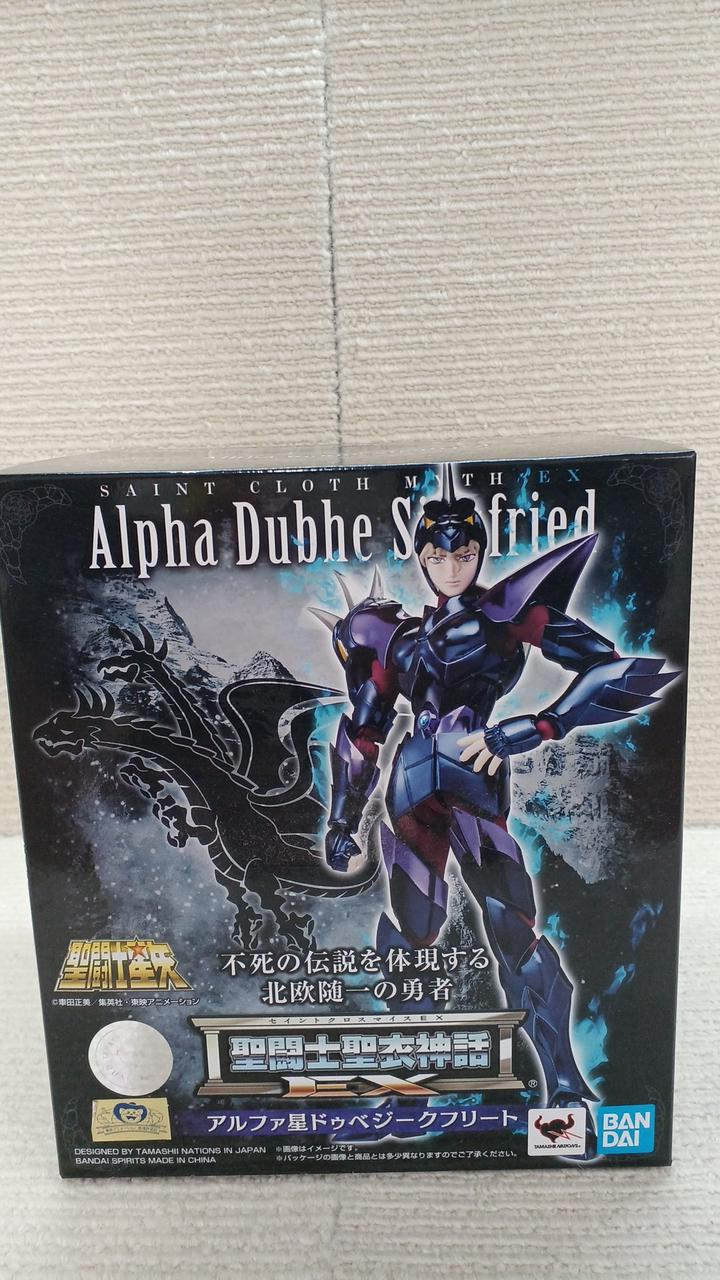 SAINT CLOTH MYTH EX
Alpha Dubhe S fried
聖闘士星矢
©車田正美/集英社・東映アニメーション
不死の伝説を体現する
北欧随一の勇者
セイントクロスマイスEX
聖闘士聖衣神話
EX®
アルファ星ドゥベジークフリート
TAMASHII NATIONS
BAN
DAI
DESIGNED BY TAMASHII NATIONS IN JAPAN
BANDAI SPIRITS MADE IN CHINA
※画像はイメージです。
※パッケージの画像と商品とは多少異なりますのでご了承ください。